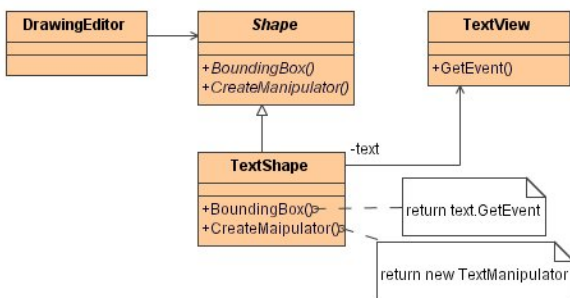 DrawingEditor
Shape
+BoundingBox()
+CreateManipulator()
TextView
+GetEvent()
-text
TextShape
+BoundingBox()
+CreateMaipulator()
return text.GetEvent
return new TextManipulator